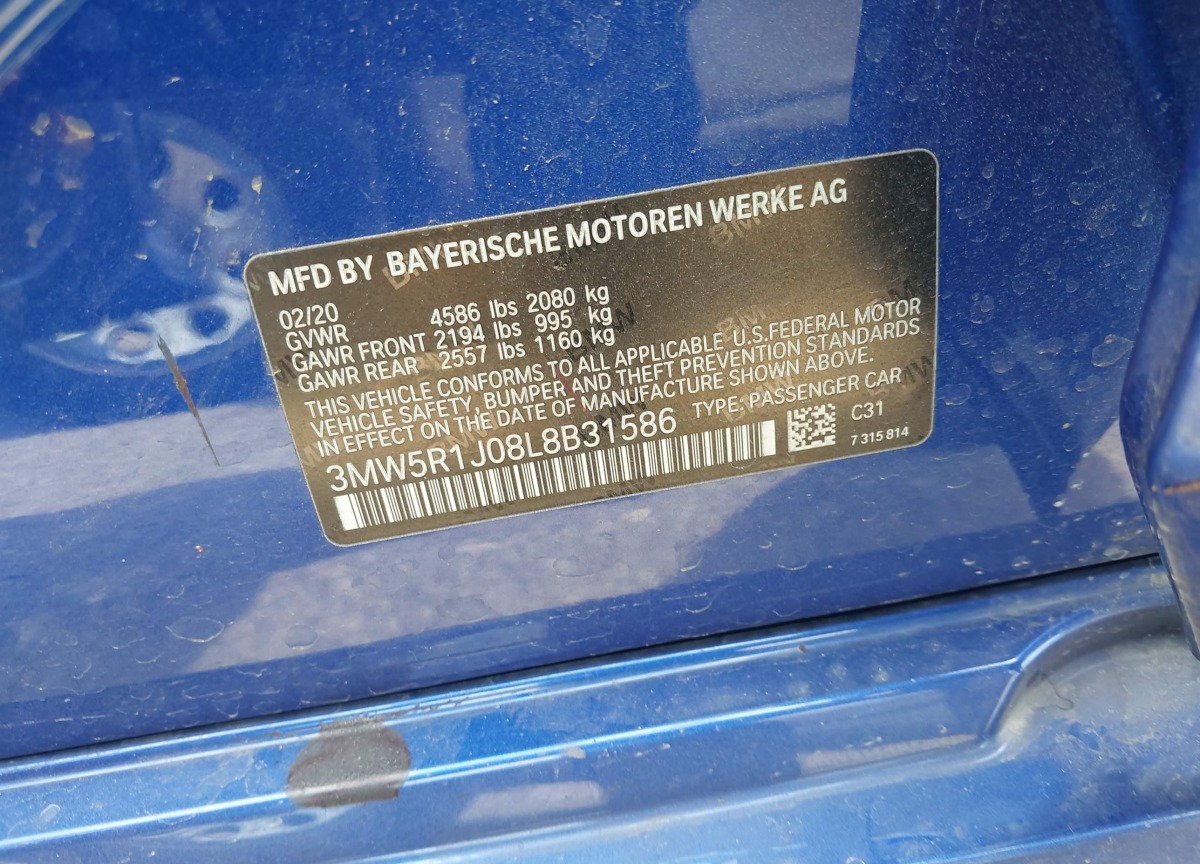 MFD BY BAYERISCHE MOTOREN WERKE AG
02/20
GVWR 4586 lbs 2080 kg
GAWR FRONT 2194 lbs 995 kg
GAWR REAR 2557 lbs 1160 kg
THIS VEHICLE CONFORMS TO ALL APPLICABLE U.S.FEDERAL MOTOR
VEHICLE SAFETY, BUMPER AND THEFT PREVENTION STANDARDS
IN EFFECT ON THE DATE OF MANUFACTURE SHOWN ABOVE.
3MW5R1J08L8B31586 TYPE: PASSENGER CAR
C31
7 315 814